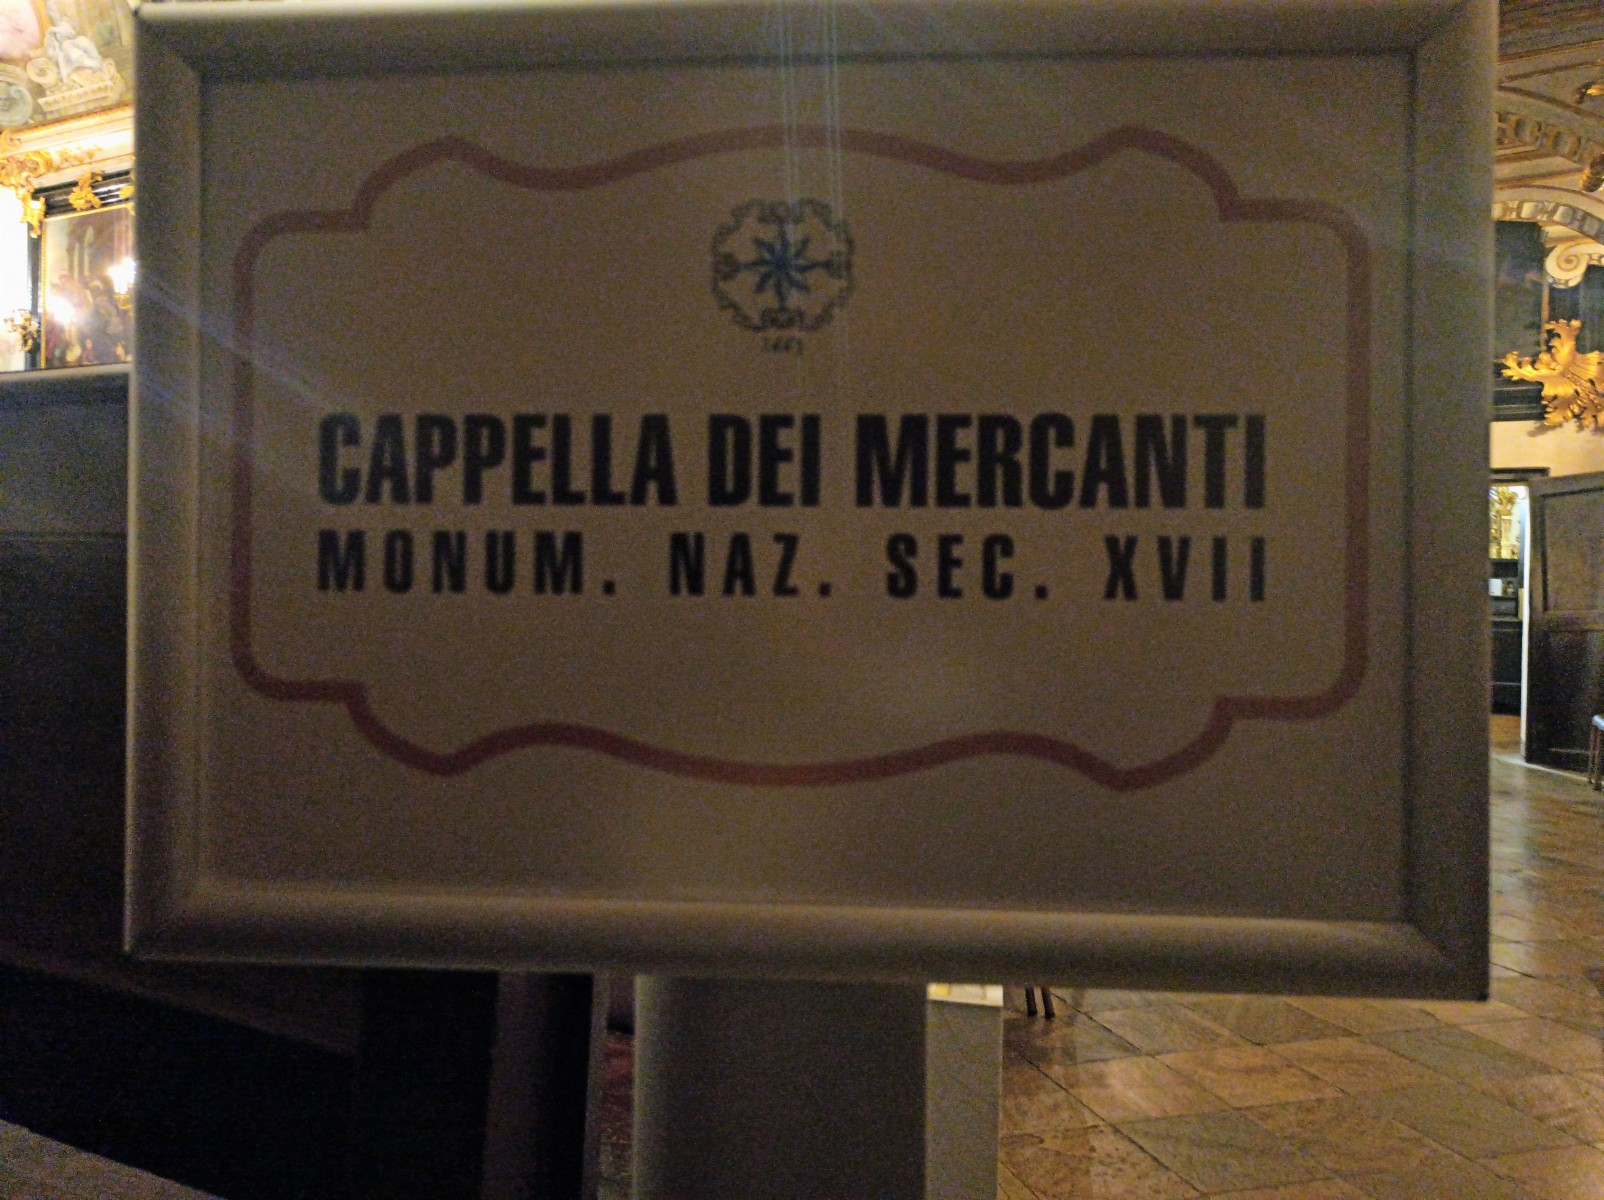 CAPPELLA DEI MERCANTI
MONUM. NAZ. SEC. XVII